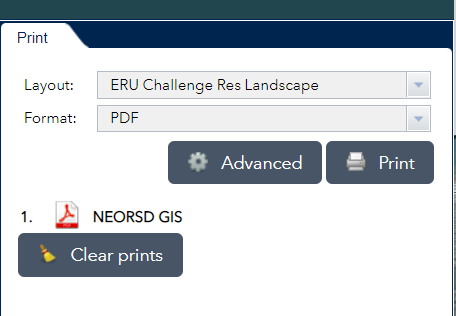 Print
Layout: ERU Challenge Res Landscape
Format: PDF
Advanced Print
1. NEORSD GIS
Clear prints